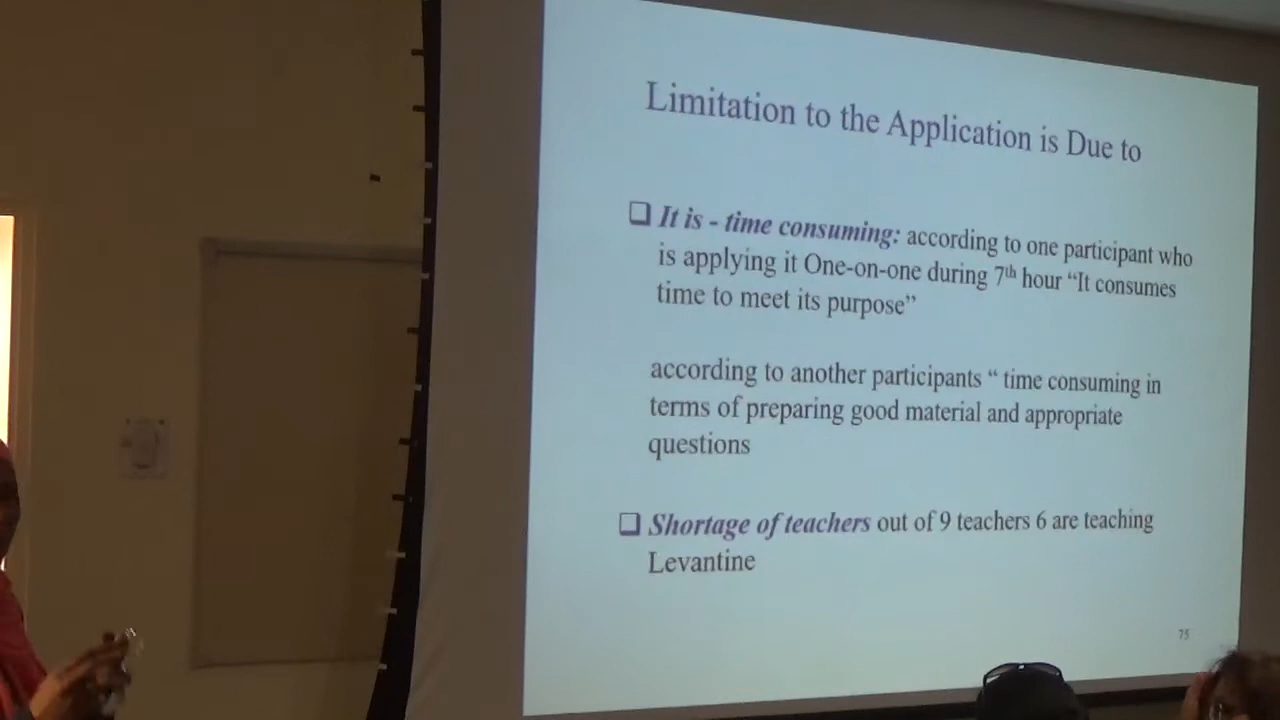 Limitation to the Application is Due to
❑ It is - time consuming: according to one participant who
is applying it One-on-one during 7th hour “It consumes
time to meet its purpose”
according to another participants “ time consuming in
terms of preparing good material and appropriate
questions
❑ Shortage of teachers out of 9 teachers 6 are teaching
Levantine
75